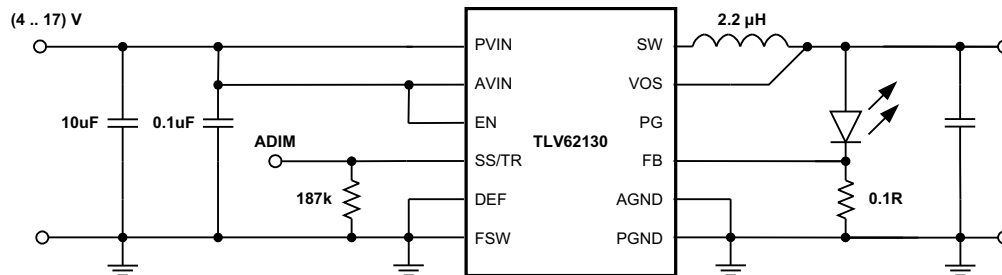 (4 .. 17) V
2.2 µH
PVIN
SW
AVIN
VOS
10uF
0.1uF
EN
PG
TLV62130
ADIM
SS/TR
FB
187k
DEF
AGND
0.1R
FSW
PGND